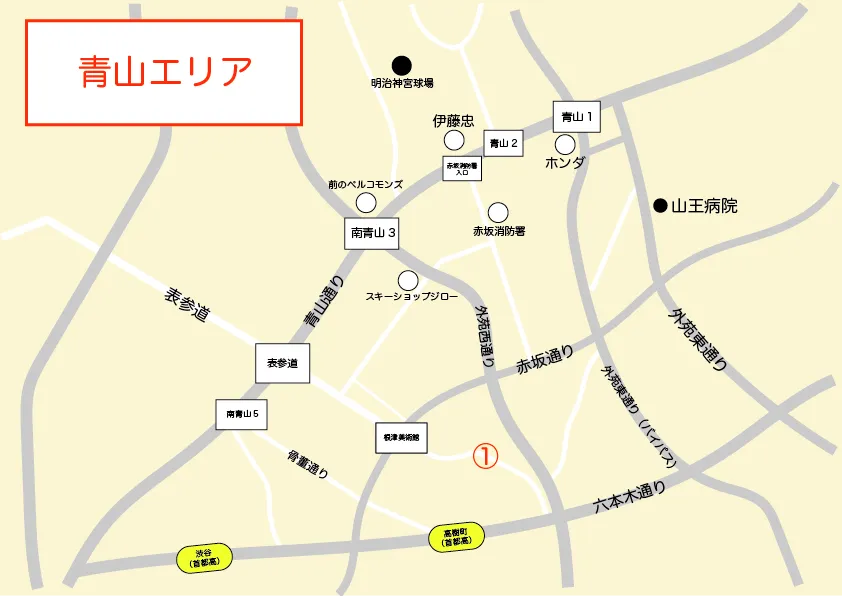 青山エリア
明治神宮球場
伊藤忠
青山1
青山2
ホンダ
赤坂消防署
入口
前のベルコモンズ
山王病院
南青山3
赤坂消防署
スキーショップジロー
青山通り
表参道
外苑西通り
外苑東通り
赤坂通り
表参道
外苑東通り(バイパス)
南青山5
根津美術館
骨董通り
①
六本木通り
高樹町
(首都高)
渋谷
(首都高)